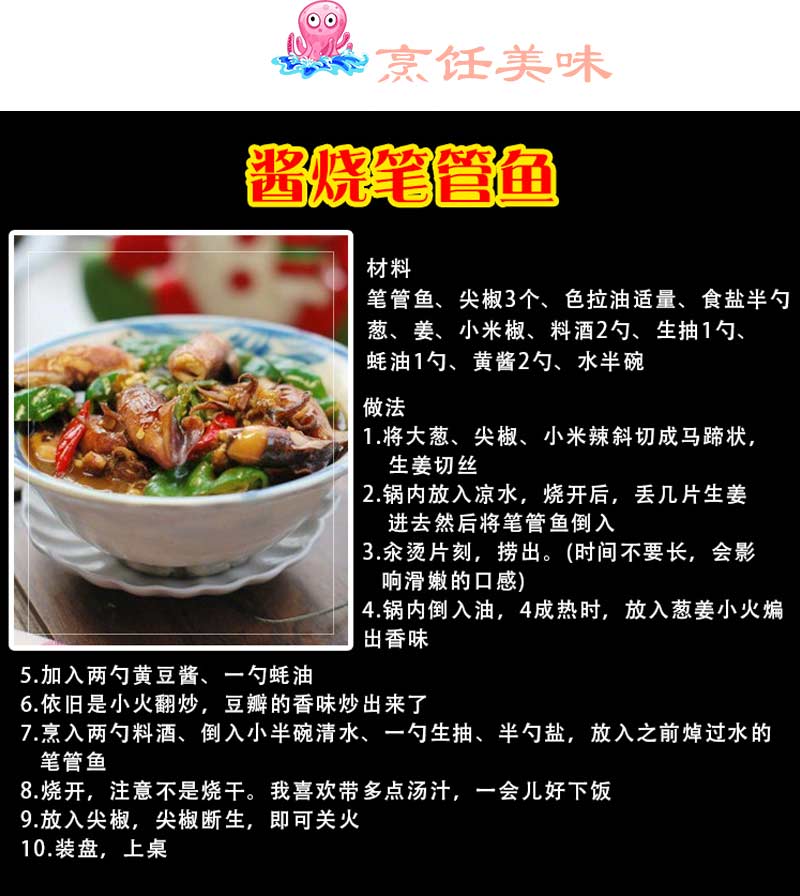 烹饪美味
酱烧笔管鱼
材料
笔管鱼、尖椒3个、色拉油适量、食盐半勺
葱、姜、小米椒、料酒2勺、生抽1勺、
蚝油1勺、黄酱2勺、水半碗
做法
1.将大葱、尖椒、小米辣斜切成马蹄状，
生姜切丝
2.锅内放入凉水，烧开后，丢几片生姜
进去然后将笔管鱼倒入
3.汆烫片刻，捞出。(时间不要长，会影
响滑嫩的口感)
4.锅内倒入油，4成热时，放入葱姜小火煸
出香味
5.加入两勺黄豆酱、一勺蚝油
6.依旧是小火翻炒，豆瓣的香味炒出来了
7.烹入两勺料酒、倒入小半碗清水、一勺生抽、半勺盐，放入之前焯过水的
笔管鱼
8.烧开，注意不是烧干。我喜欢带多点汤汁，一会儿好下饭
9.放入尖椒，尖椒断生，即可关火
10.装盘，上桌